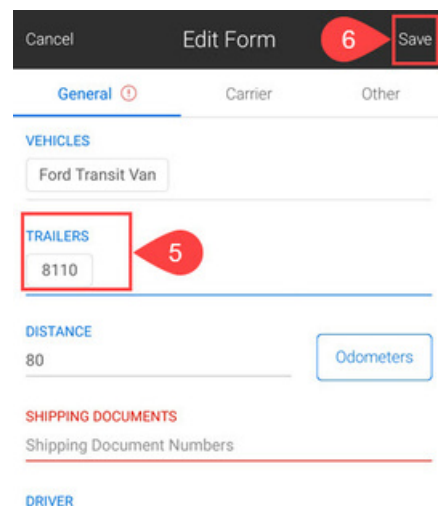 Cancel Edit Form 6 Save
General Carrier Other
VEHICLES
Ford Transit Van
TRAILERS
8110
5
DISTANCE
80 Odometers
SHIPPING DOCUMENTS
Shipping Document Numbers
DRIVER